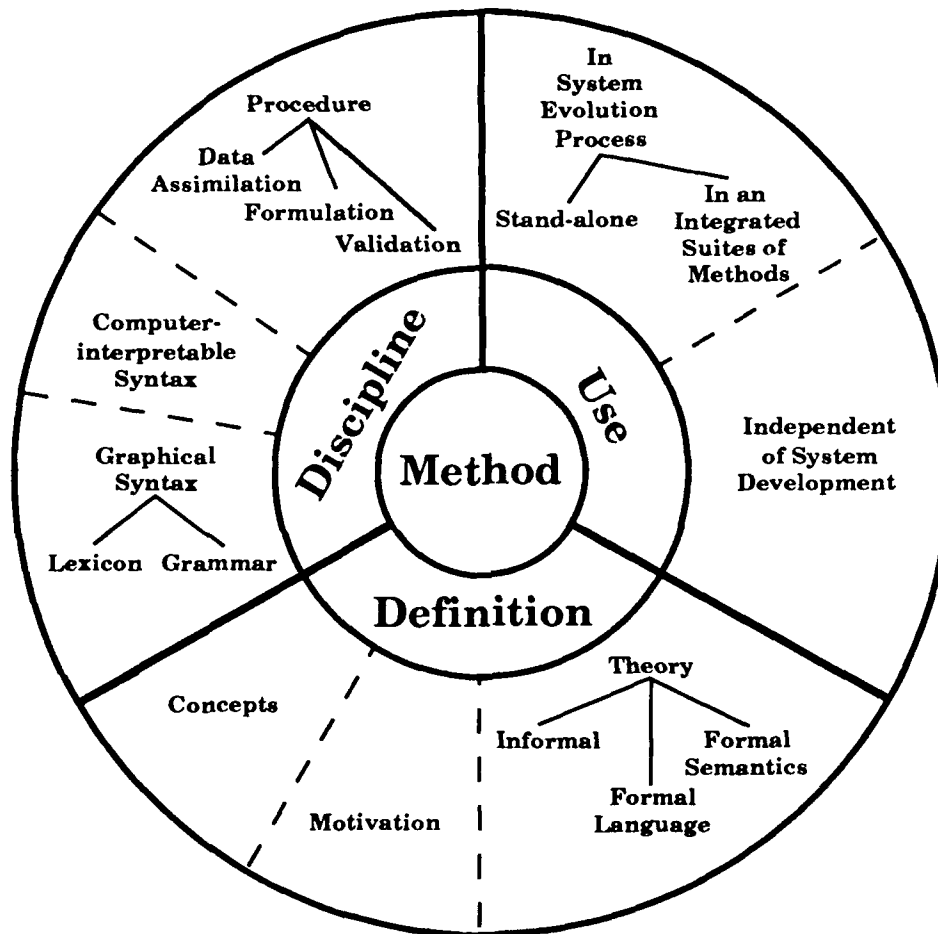 Procedure
Data
Assimilation
Formulation
Validation
In
System
Evolution
Process
Stand-alone
In an
Integrated
Suites of
Methods
Computer-
interpretable
Syntax
Graphical
Syntax
Lexicon
Grammar
Discipline
Use
Method
Definition
Independent
of System
Development
Concepts
Motivation
Theory
Informal
Formal
Language
Formal
Semantics